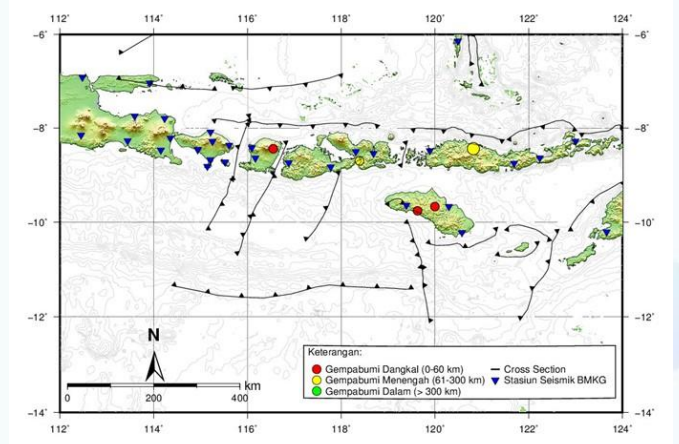 112° 114° 116° 118° 120° 122° 124°
-6° -6°
-8° -8°
-10° -10°
-12° -12°
-14° -14°
N
km
0 200 400
Keterangan:
Gempabumi Dangkal (0-60 km)
Gempabumi Menengah (61-300 km)
Gempabumi Dalam (> 300 km)
Cross Section
Stasiun Seismik BMKG
112° 114° 116° 118° 120° 122° 124°